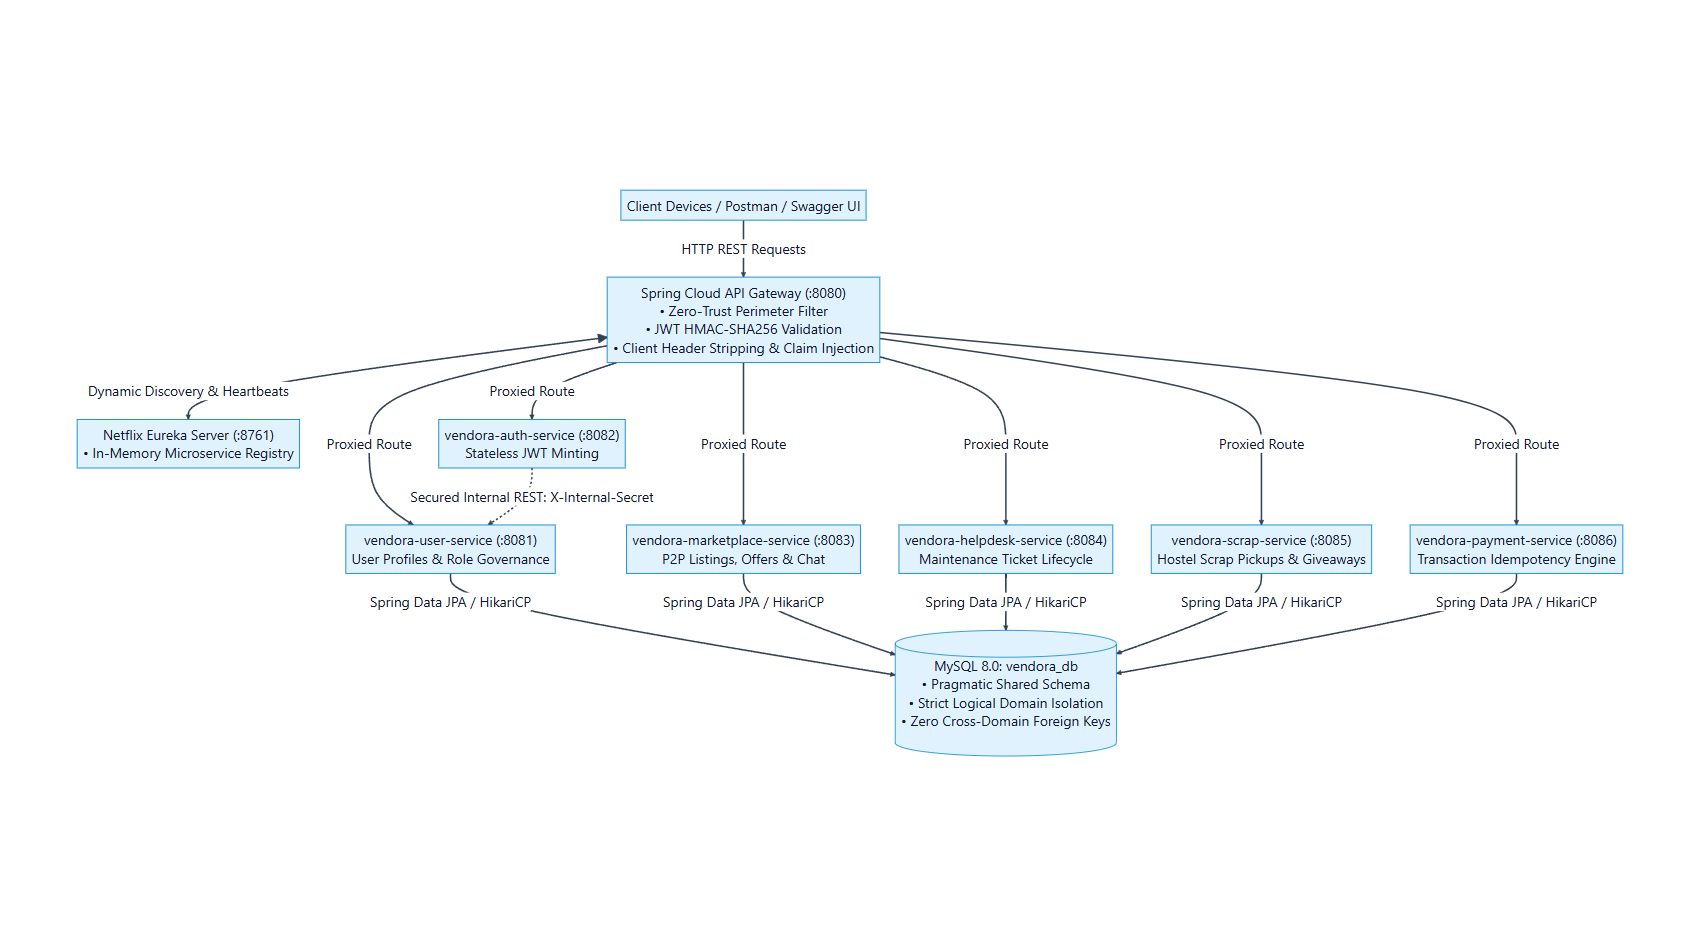 Client Devices / Postman / Swagger UI
HTTP REST Requests
Spring Cloud API Gateway (:8080)
• Zero-Trust Perimeter Filter
• JWT HMAC-SHA256 Validation
• Client Header Stripping & Claim Injection
Dynamic Discovery & Heartbeats
Proxied Route
Netflix Eureka Server (:8761)
• In-Memory Microservice Registry
Proxied Route
vendora-auth-service (:8082)
Stateless JWT Minting
Proxied Route
Proxied Route
Proxied Route
Proxied Route
Secured Internal REST: X-Internal-Secret
vendora-user-service (:8081)
User Profiles & Role Governance
vendora-marketplace-service (:8083)
P2P Listings, Offers & Chat
vendora-helpdesk-service (:8084)
Maintenance Ticket Lifecycle
vendora-scrap-service (:8085)
Hostel Scrap Pickups & Giveaways
vendora-payment-service (:8086)
Transaction Idempotency Engine
Spring Data JPA / HikariCP
Spring Data JPA / HikariCP
Spring Data JPA / HikariCP
Spring Data JPA / HikariCP
Spring Data JPA / HikariCP
MySQL 8.0: vendora_db
• Pragmatic Shared Schema
• Strict Logical Domain Isolation
• Zero Cross-Domain Foreign Keys